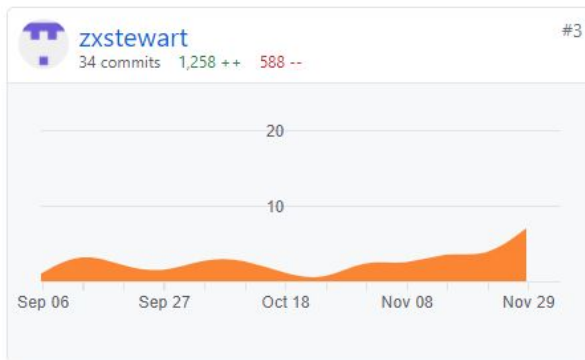 zxstewart
#3
34 commits 1,258 ++ 588 --
20
10
Sep 06 Sep 27 Oct 18 Nov 08 Nov 29